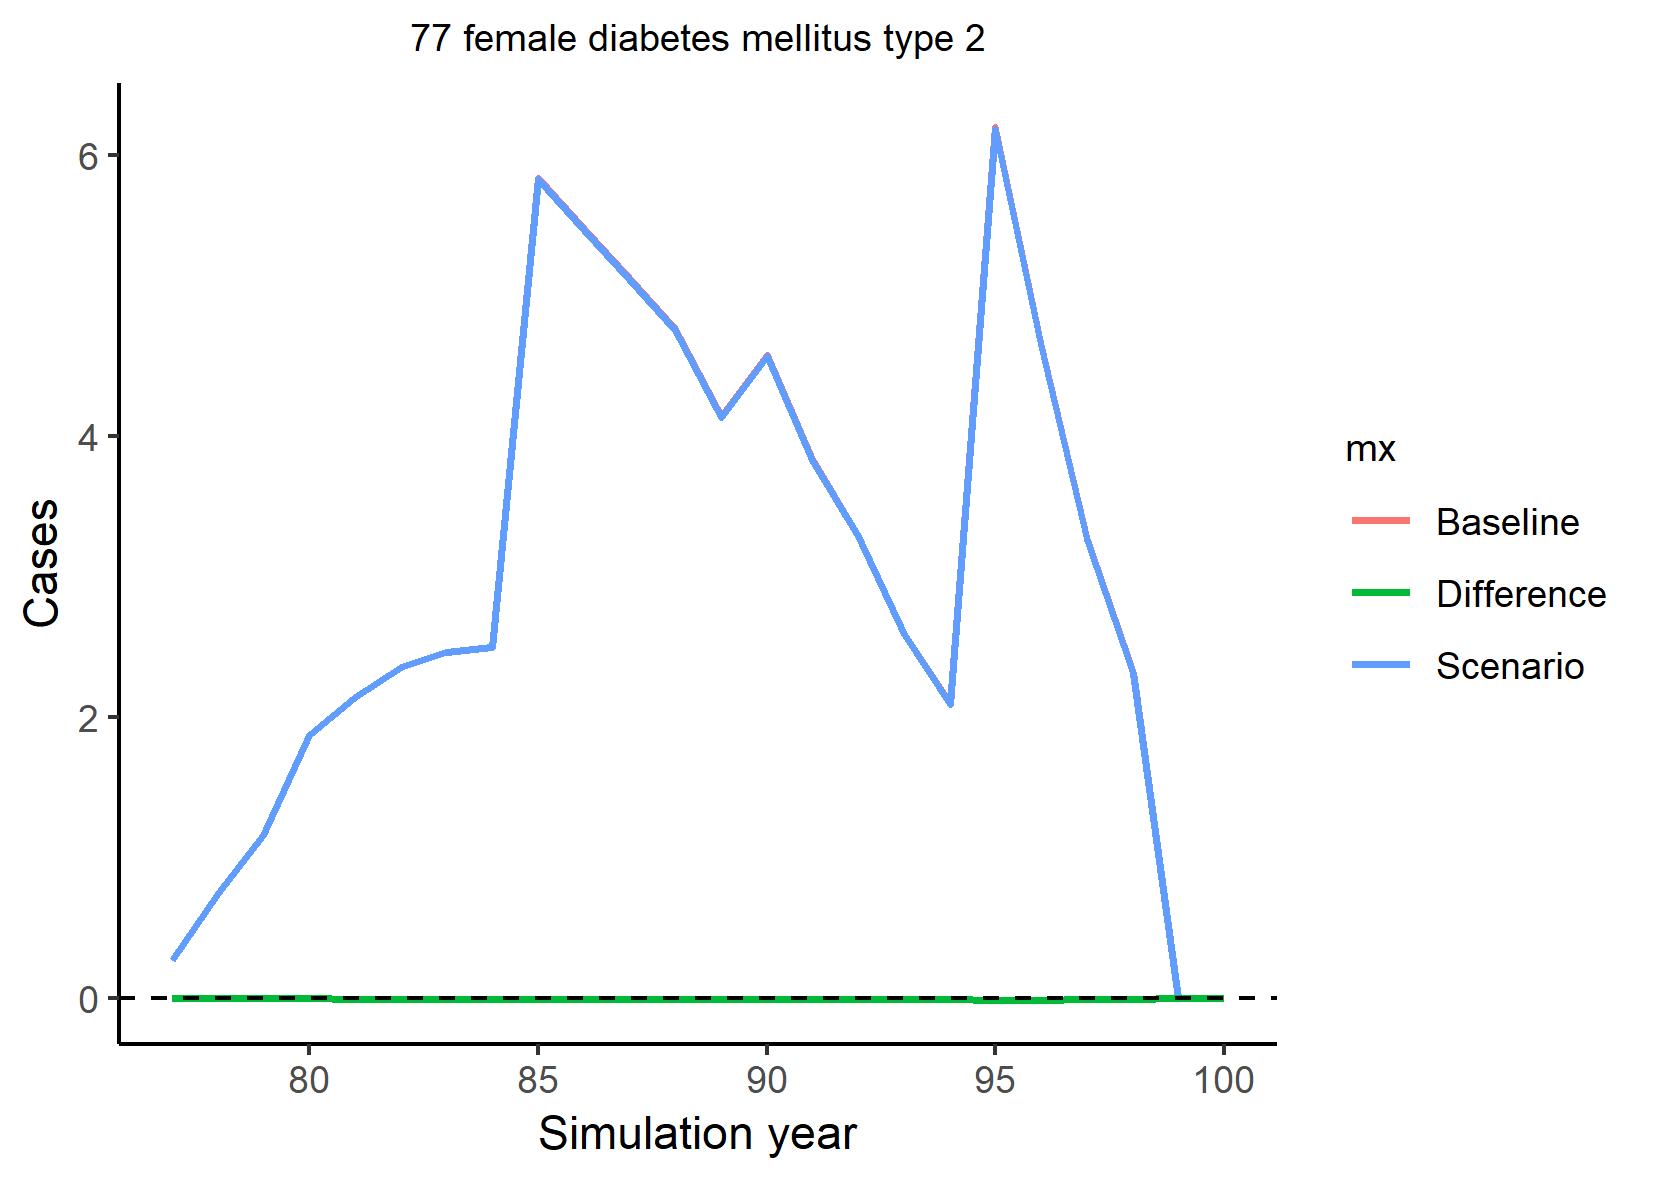 77 female diabetes mellitus type 2
6
4
2
0
Cases
80 85 90 95 100
Simulation year
mx
Baseline
Difference
Scenario